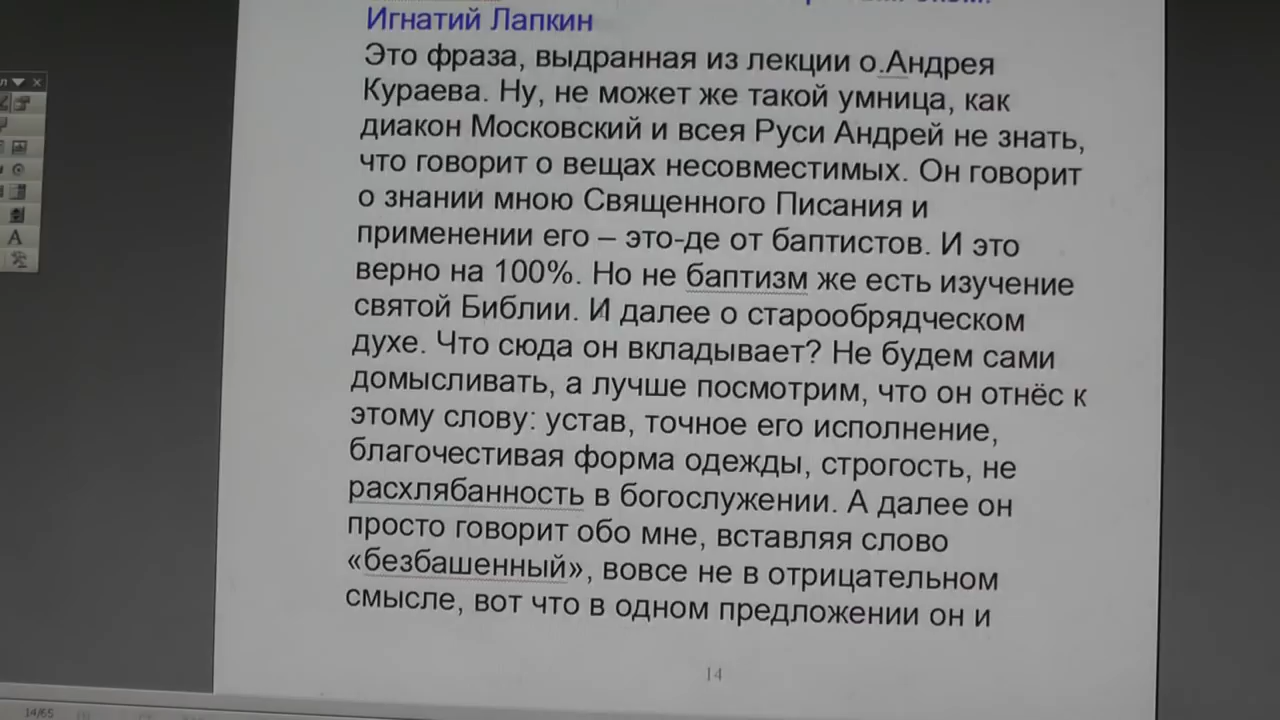 Игнатий Лапкин
Это фраза, выдранная из лекции о.Андрея
Кураева. Ну, не может же такой умница, как
диакон Московский и всея Руси Андрей не знать,
что говорит о вещах несовместимых. Он говорит
о знании мною Священного Писания и
применении его – это-де от баптистов. И это
верно на 100%. Но не баптизм же есть изучение
святой Библии. И далее о старообрядческом
духе. Что сюда он вкладывает? Не будем сами
домысливать, а лучше посмотрим, что он отнёс к
этому слову: устав, точное его исполнение,
благочестивая форма одежды, строгость, не
расхлябанность в богослужении. А далее он
просто говорит обо мне, вставляя слово
«безбашенный», вовсе не в отрицательном
смысле, вот что в одном предложении он и
14
14/65